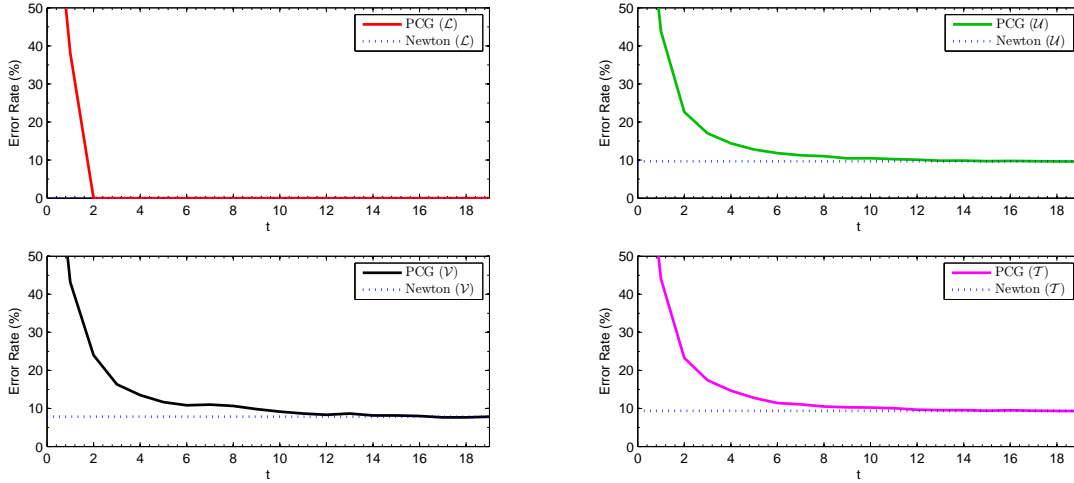 50
40
30
20
10
0
Error Rate (%)
0 2 4 6 8 10 12 14 16 18
t
PCG (𝓛)
Newton (𝓛)
50
40
30
20
10
0
Error Rate (%)
0 2 4 6 8 10 12 14 16 18
t
PCG (𝓤)
Newton (𝓤)
50
40
30
20
10
0
Error Rate (%)
0 2 4 6 8 10 12 14 16 18
t
PCG (𝓥)
Newton (𝓥)
50
40
30
20
10
0
Error Rate (%)
0 2 4 6 8 10 12 14 16 18
t
PCG (𝓣)
Newton (𝓣)